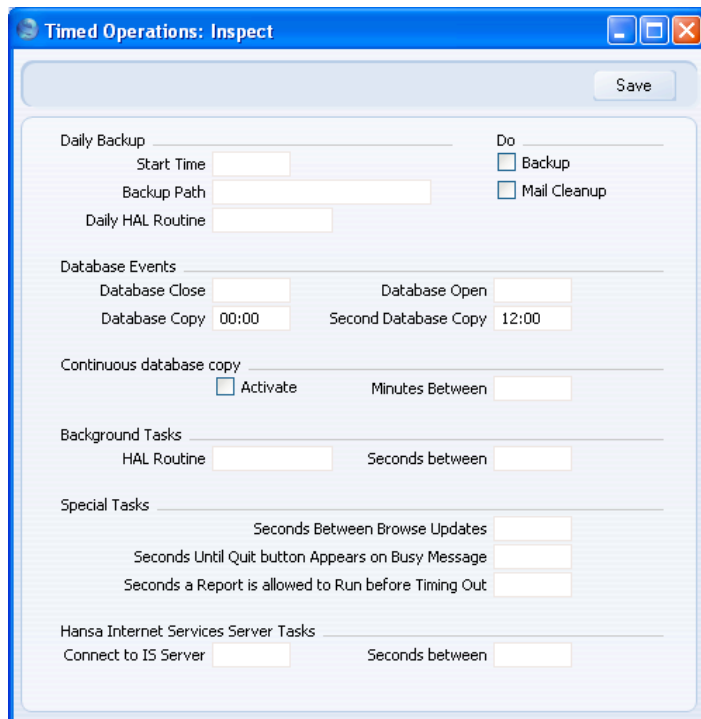 Timed Operations: Inspect
Save
Daily Backup Do
Start Time Backup
Backup Path Mail Cleanup
Daily HAL Routine
Database Events
Database Close Database Open
Database Copy 00:00 Second Database Copy 12:00
Continuous database copy
Activate Minutes Between
Background Tasks
HAL Routine Seconds between
Special Tasks
Seconds Between Browse Updates
Seconds Until Quit button Appears on Busy Message
Seconds a Report is allowed to Run before Timing Out
Hansa Internet Services Server Tasks
Connect to IS Server Seconds between